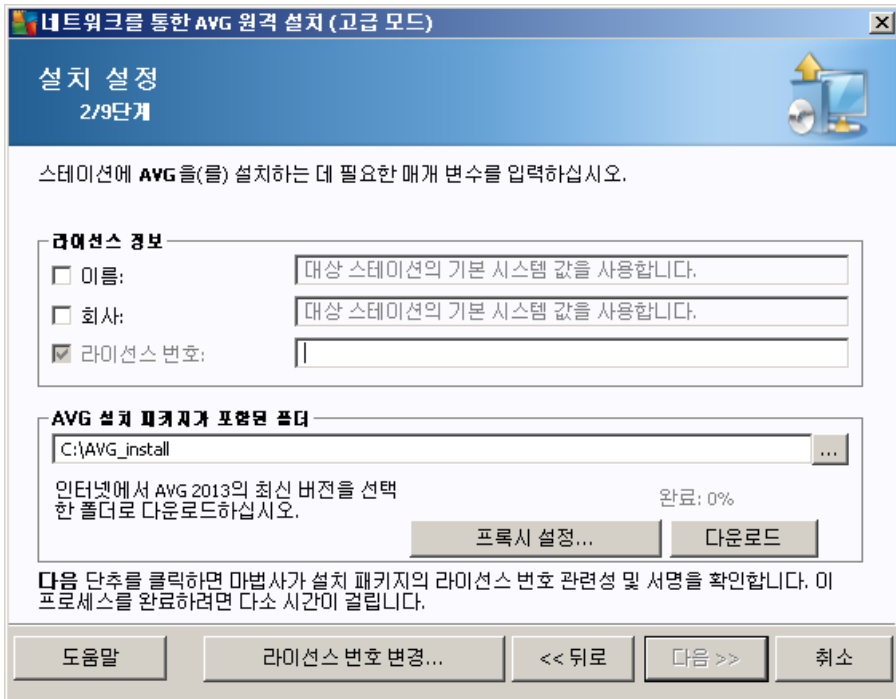 네트워크를 통한 AVG 원격 설치 (고급 모드)
설치 설정
2/9단계
스테이션에 AVG을(를) 설치하는 데 필요한 매개 변수를 입력하십시오.
라이선스 정보
이름:
대상 스테이션의 기본 시스템 값을 사용합니다.
회사:
대상 스테이션의 기본 시스템 값을 사용합니다.
라이선스 번호:
AVG 설치 패키지가 포함된 폴더
C:\AVG_install
...
인터넷에서 AVG 2013의 최신 버전을 선택
한 폴더로 다운로드하십시오.
완료: 0%
프록시 설정...
다운로드
다음 단추를 클릭하면 마법사가 설치 패키지의 라이선스 번호 관련성 및 서명을 확인합니다. 이
프로세스를 완료하려면 다소 시간이 걸립니다.
도움말
라이선스 번호 변경...
<< 뒤로
다음 >>
취소